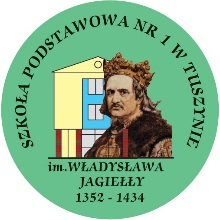 SZKOŁA PODSTAWOWA NR 1 W TUSZYNIE
im.WŁADYSŁAWA
JAGIEŁŁY
1352 - 1434